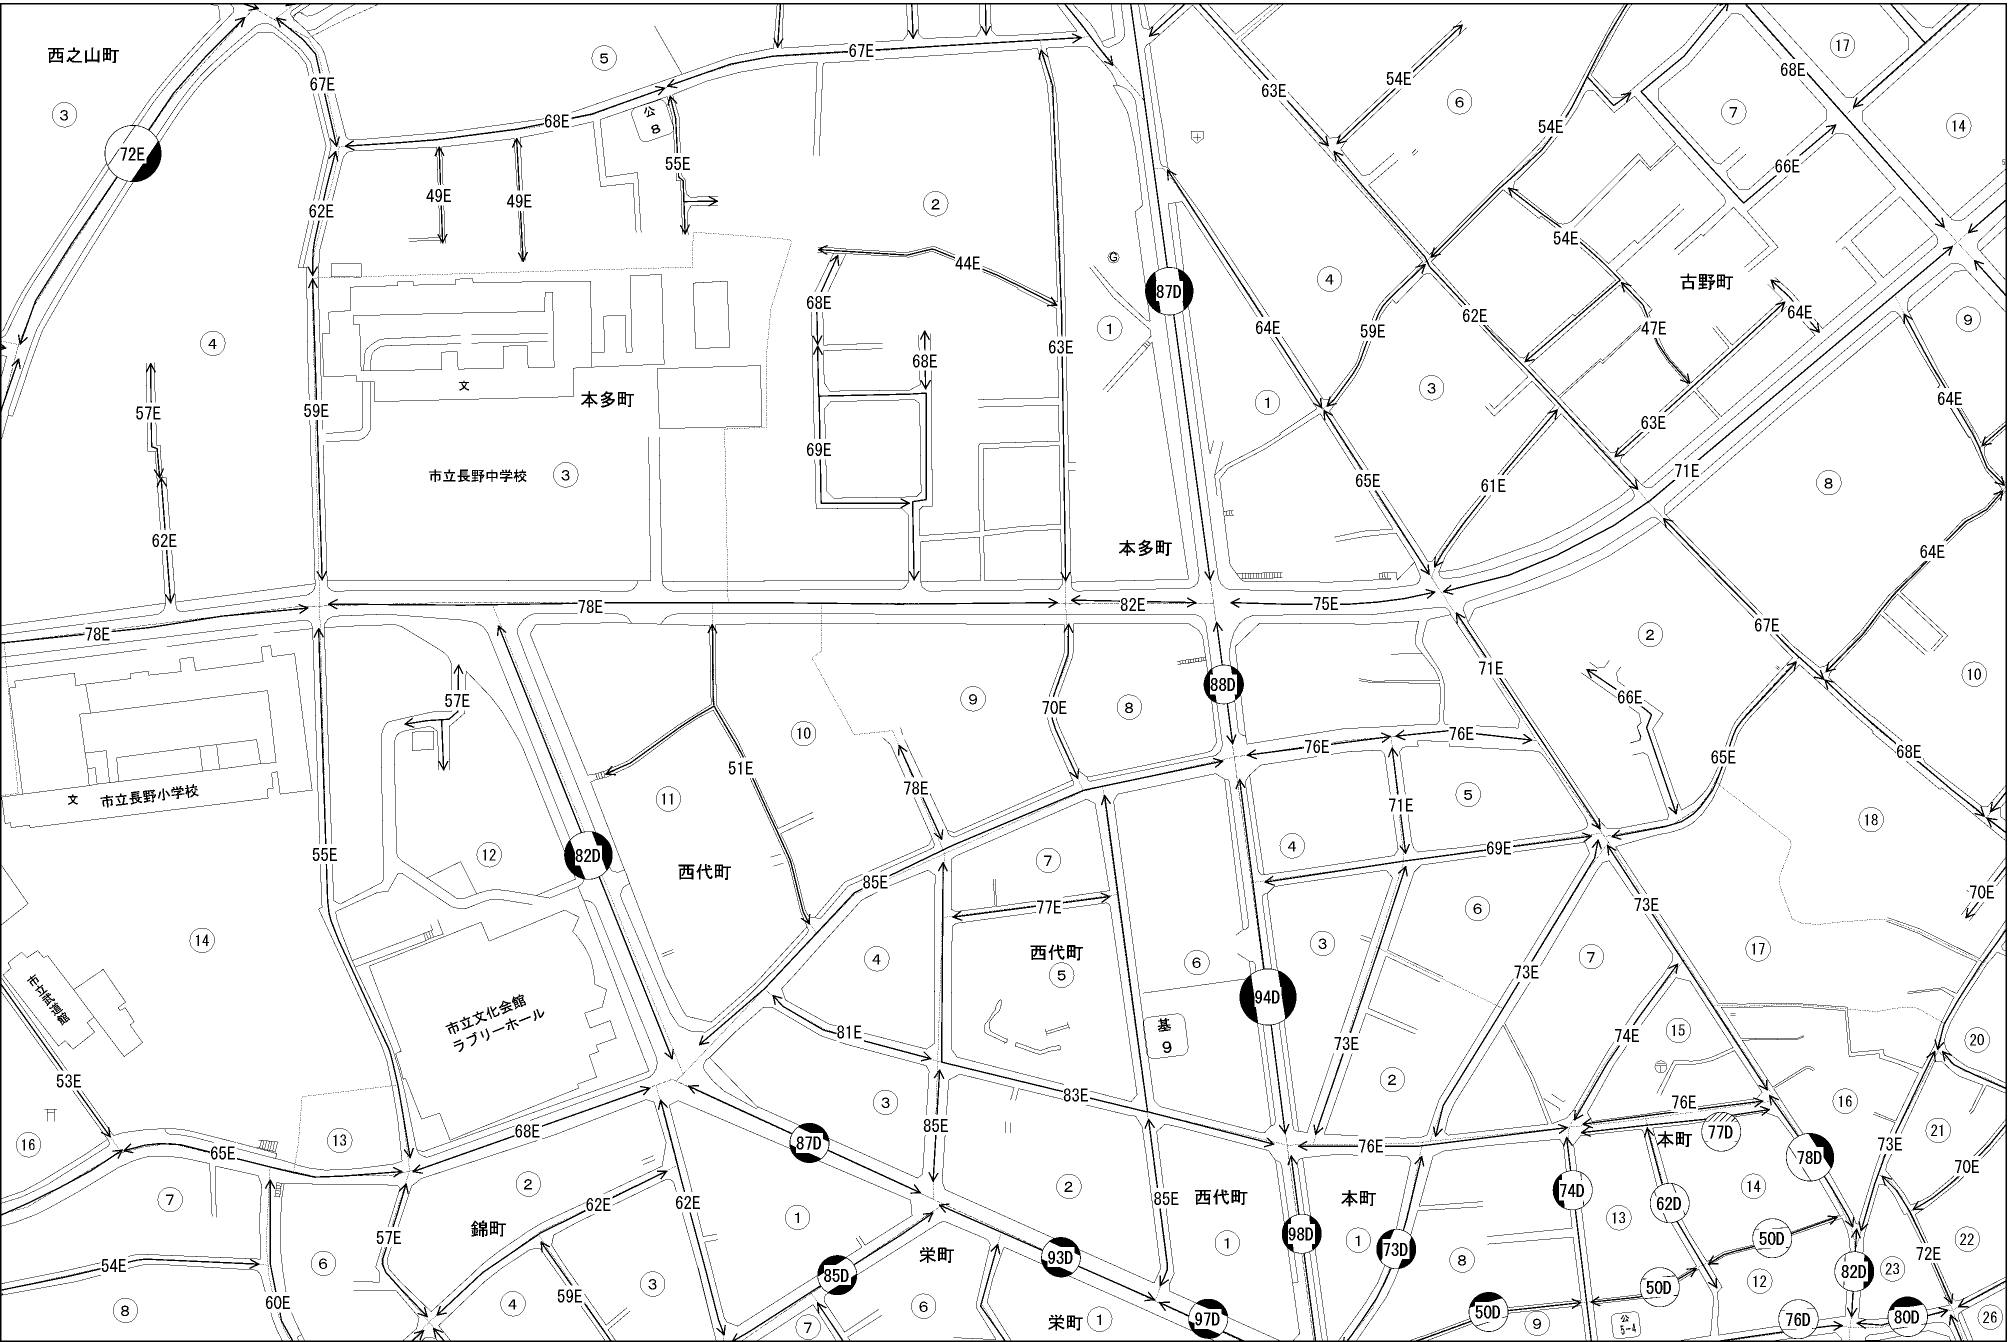 西之山町
⑤
67E
67E
③
68E
公
8
72E
55E
62E
49E
49E
②
④
44E
68E
59E
文
本多町
68E
57E
市立長野中学校
③
69E
63E
①
62E
本多町
G
87D
63E
54E
⑥
68E
⑰
⑦
⑭
54E
66E
④
54E
古野町
64E
59E
62E
47E
64E
⑨
①
③
64E
63E
65E
61E
71E
⑧
64E
78E
78E
82E
75E
67E
②
71E
⑩
57E
88D
⑨
70E
⑧
⑩
66E
76E
76E
68E
51E
65E
78E
⑪
文
市立長野小学校
71E
⑤
⑱
55E
⑫
82D
西代町
⑦
④
69E
85E
70E
77E
73E
⑥
⑭
市立武道館
④
西代町
⑤
⑥
③
⑦
⑰
73E
94D
市立文化会館
ラブリーホール
81E
基
9
73E
74E
⑮
⑳
53E
③
83E
②
76E
⑯
⑯
⑬
68E
87D
85E
76E
本町
77D
㉑
65E
73E
78D
70E
⑦
②
62E
62E
①
②
85E
西代町
本町
74D
62D
⑭
⑬
57E
錦町
栄町
①
98D
①
73D
50D
㉒
54E
⑥
59E
③
85D
93D
⑧
72E
82D
㉓
⑧
60E
④
⑦
⑥
栄町
①
97D
50D
50D
⑫
⑨
公
5-4
76D
80D
㉖